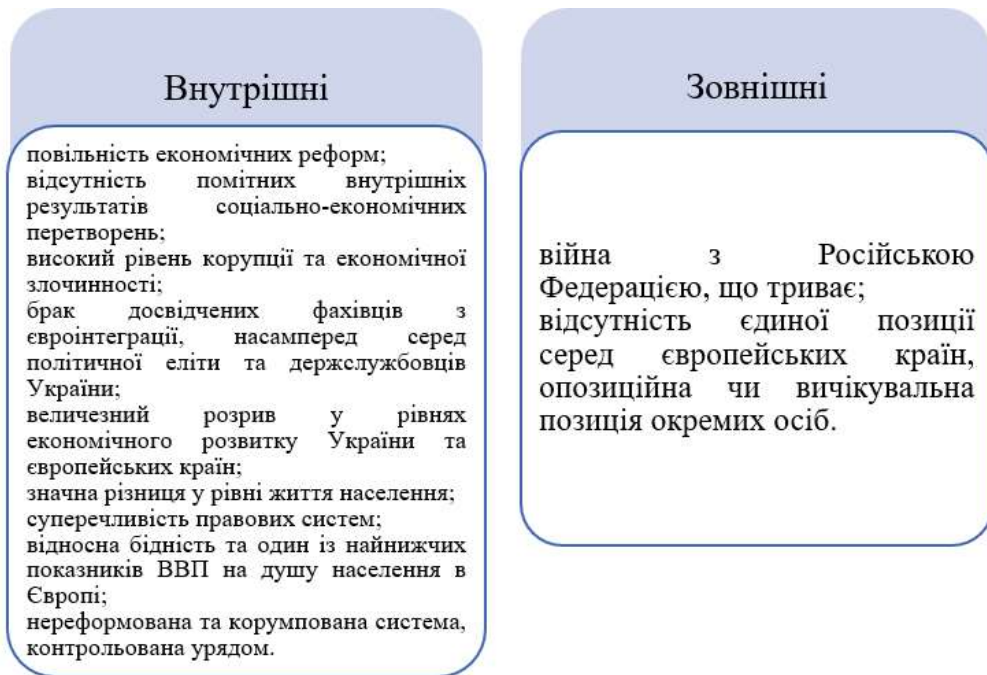 Внутрішні
повільність економічних реформ;
відсутність помітних внутрішніх
результатів соціально-економічних
перетворень;
високий рівень корупції та економічної
злочинності;
брак досвідчених фахівців з
євроінтеграції, насамперед серед
політичної еліти та держслужбовців
України;
величезний розрив у рівнях
економічного розвитку України та
європейських країн;
значна різниця у рівні життя населення;
суперечливість правових систем;
відносна бідність та один із найнижчих
показників ВВП на душу населення в
Європі;
нереформована та корумпована система,
контрольована урядом.
Зовнішні
війна з Російською
Федерацією, що триває;
відсутність єдиної позиції
серед європейських країн,
опозиційна чи вичікувальна
позиція окремих осіб.